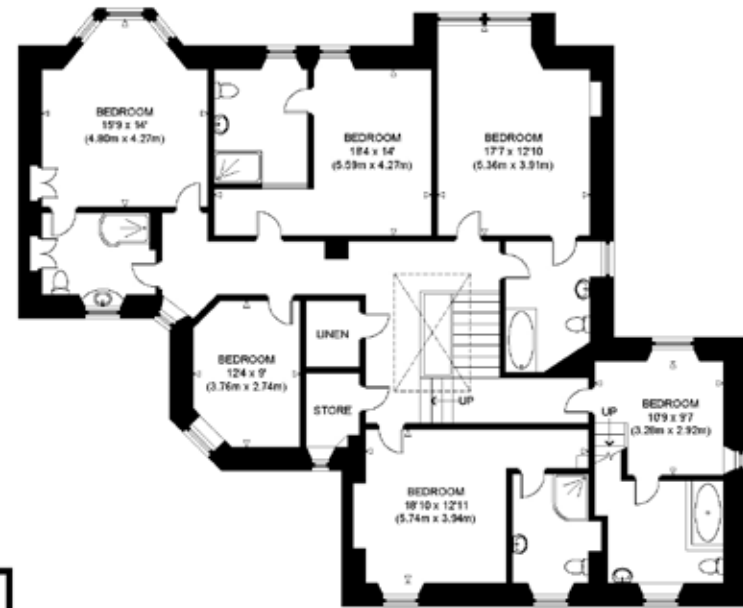 BEDROOM
15'9 x 14'
(4.80m x 4.27m)
BEDROOM
18'4 x 14'
(5.59m x 4.27m)
BEDROOM
17'7 x 12'10
(5.36m x 3.91m)
BEDROOM
12'4 x 9'
(3.76m x 2.74m)
LINEN
STORE
UP
UP
BEDROOM
10'9 x 9'7
(3.28m x 2.92m)
BEDROOM
18'10 x 12'11
(5.74m x 3.94m)